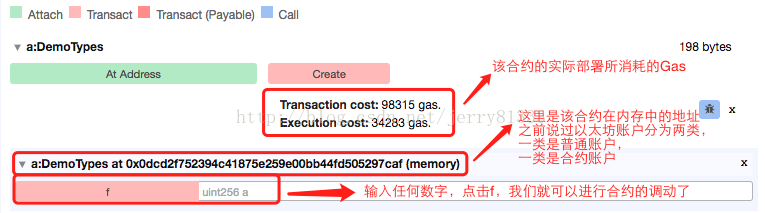 Attach Transact Transact (Payable) Call
a:DemoTypes 198 bytes
At Address Create
该合约的实际部署所消耗的Gas
Transaction cost: 98315 gas.
Execution cost: 34283 gas.
x
这里是该合约在内存中的地址
之前说过以太坊账户分为两类,
一类是普通账户,
一类是合约账户
a:DemoTypes at 0x0dcd2f752394c41875e259e00bb44fd505297caf (memory) x
f uint256 a 输入任何数字，点击f，我们就可以进行合约的调动了